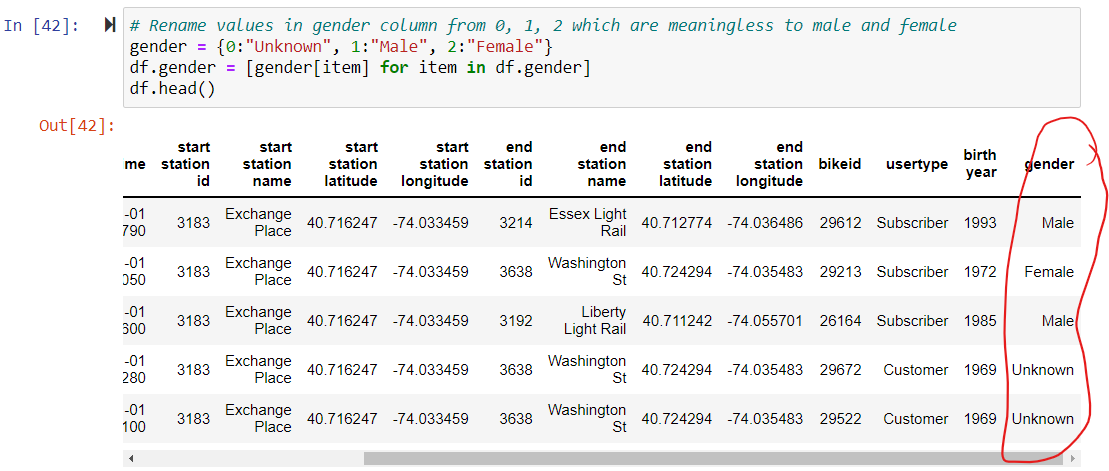 In [42]:
# Rename values in gender column from 0, 1, 2 which are meaningless to male and female
gender = {0:"Unknown", 1:"Male", 2:"Female"}
df.gender = [gender[item] for item in df.gender]
df.head()
Out[42]:
me start station id start station name start station latitude start station longitude end station id end station name end station latitude end station longitude bikeid usertype birth year gender
-01 790 3183 Exchange Place 40.716247 -74.033459 3214 Essex Light Rail 40.712774 -74.036486 29612 Subscriber 1993 Male
-01 050 3183 Exchange Place 40.716247 -74.033459 3638 Washington St 40.724294 -74.035483 29213 Subscriber 1972 Female
-01 600 3183 Exchange Place 40.716247 -74.033459 3192 Liberty Light Rail 40.711242 -74.055701 26164 Subscriber 1985 Male
-01 280 3183 Exchange Place 40.716247 -74.033459 3638 Washington St 40.724294 -74.035483 29672 Customer 1969 Unknown
-01 100 3183 Exchange Place 40.716247 -74.033459 3638 Washington St 40.724294 -74.035483 29522 Customer 1969 Unknown